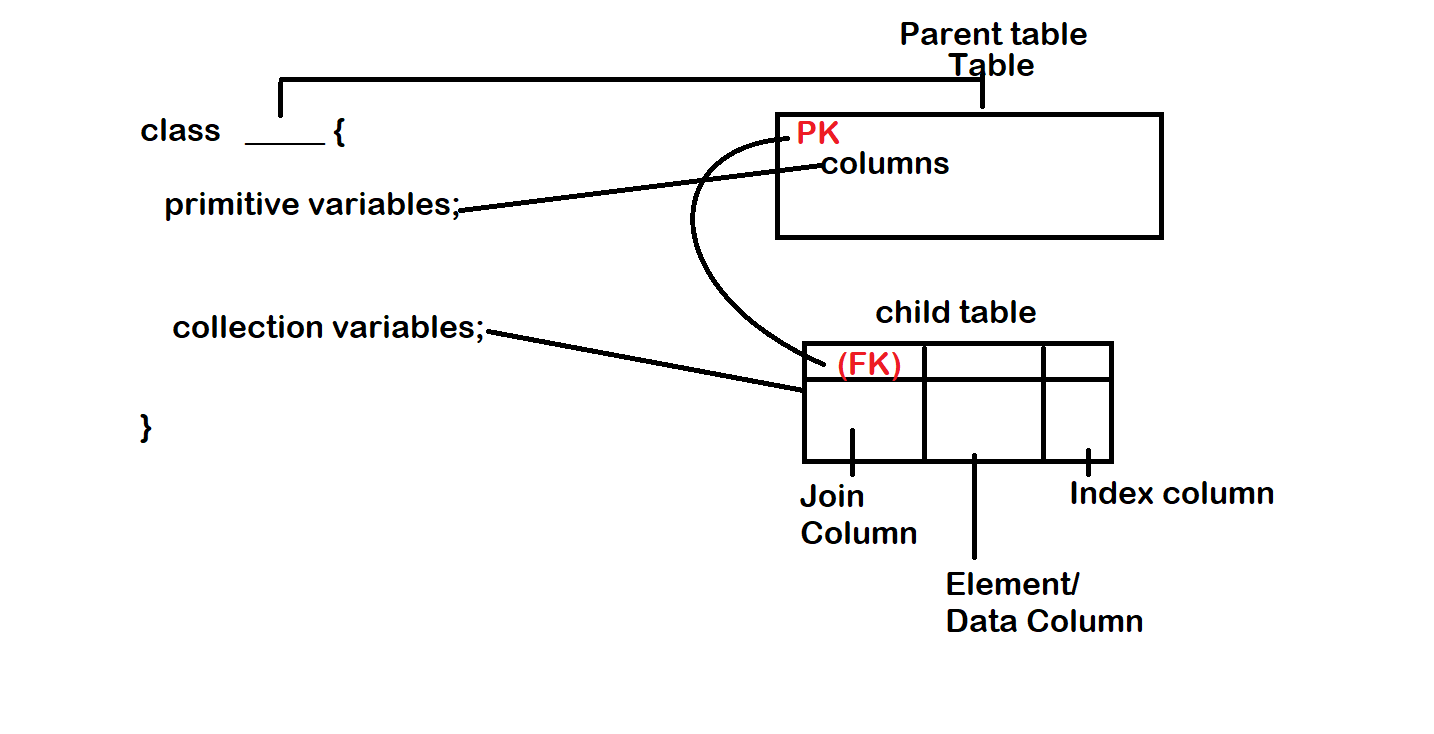 Parent table
Table
class _____ {
PK
columns
primitive variables;
child table
collection variables;
(FK)
}
Join
Column
Index column
Element/
Data Column